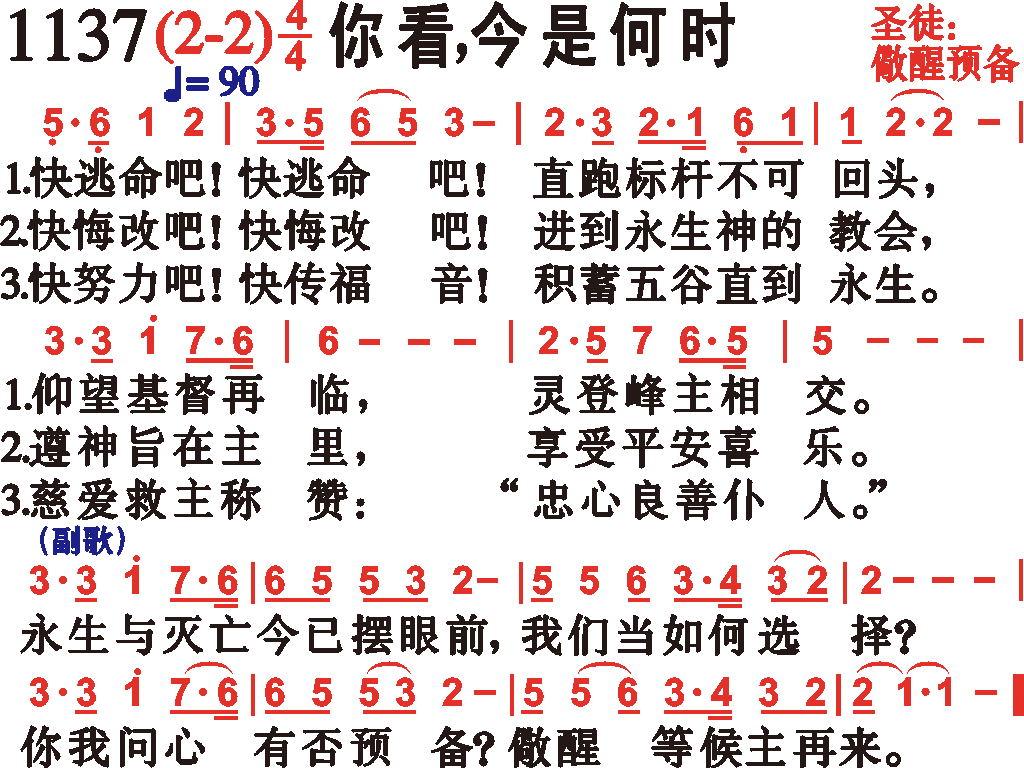 1137(2-2)4/4 你看,今是何时 圣徒:
儆醒预备
♩=90
5·6 1 2 | 3·5 6 5 3– | 2·3 2·1 6 1 | 1 2·2 – |
1.快逃命吧!快逃命 吧! 直跑标杆不可 回头,
2.快悔改吧!快悔改 吧! 进到永生神的 教会,
3.快努力吧!快传福 音! 积蓄五谷直到 永生。
3·3 1 7·6 | 6 – – – | 2·5 7 6·5 | 5 – – – |
1.仰望基督再 临, 灵登峰主相 交。
2.遵神旨在主 里, 享受平安喜 乐。
3.慈爱救主称 赞: “忠心良善仆 人。”
(副歌)
3·3 1 7·6 | 6 5 5 3 2– | 5 5 6 3·4 3 2 | 2 – – – |
永生与灭亡今已摆眼前,我们当如何选 择?
3·3 1 7·6 | 6 5 5 3 2 – | 5 5 6 3·4 3 2 | 2 1·1 –
你我问心 有否预 备?儆醒 等候主再来。